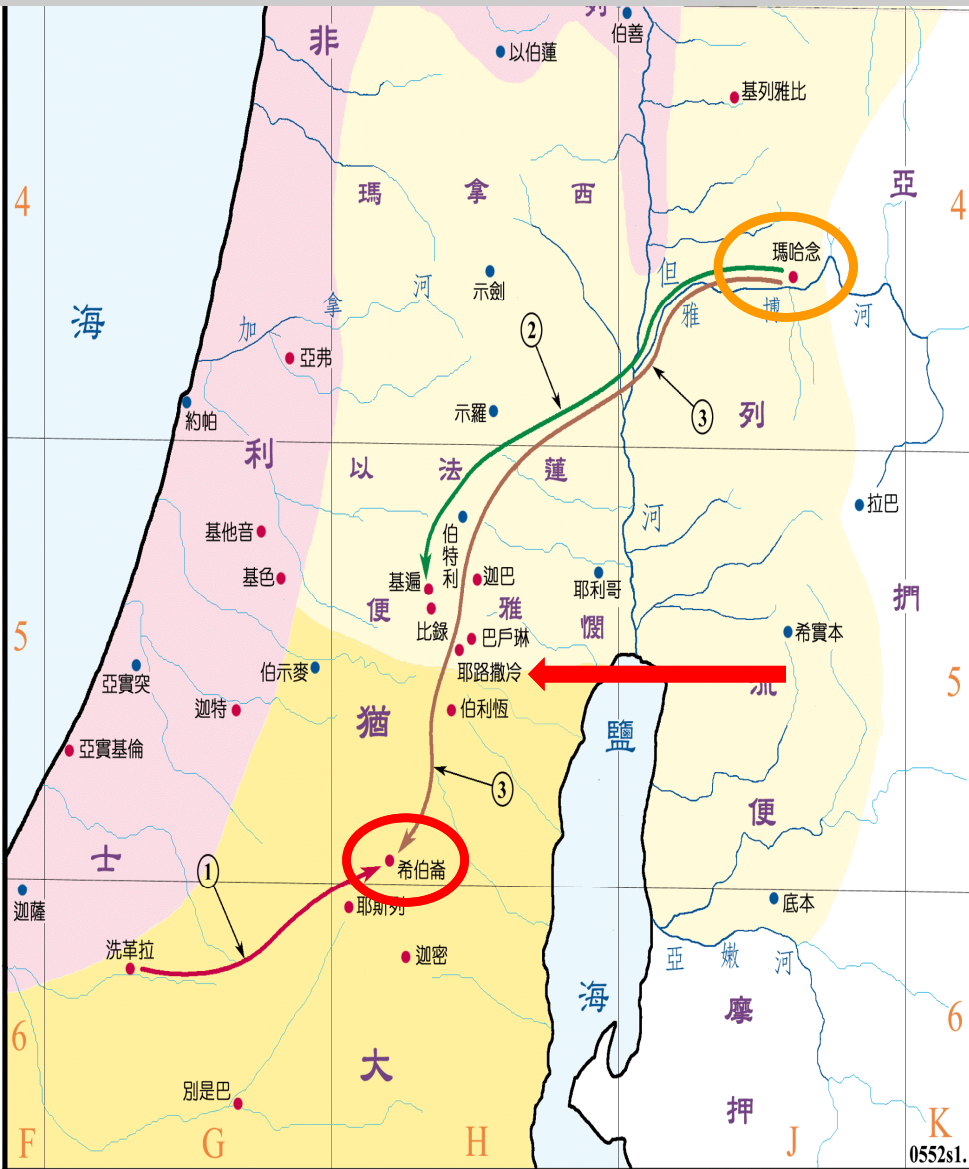 列
非
伯善
以伯蓮
基列雅比
4
瑪拿西
亞
4
瑪哈念
但
示劍
加拿河
雅博河
海
②
亞弗
約帕
示羅
③
列
利
以法蓮
拉巴
河
基他音
伯特利
基色
基遍
迦巴
耶利哥
便雅憫
捫
比錄
巴戶琳
希實本
5
伯示麥
耶路撒冷
5
亞實突
流
迦特
伯利恆
猶
鹽
亞實基倫
③
便
士
①
希伯崙
迦薩
耶斯列
底本
洗革拉
迦密
亞嫩河
海
摩
6
6
大
別是巴
押
F
G
H
J
K
0552s1.